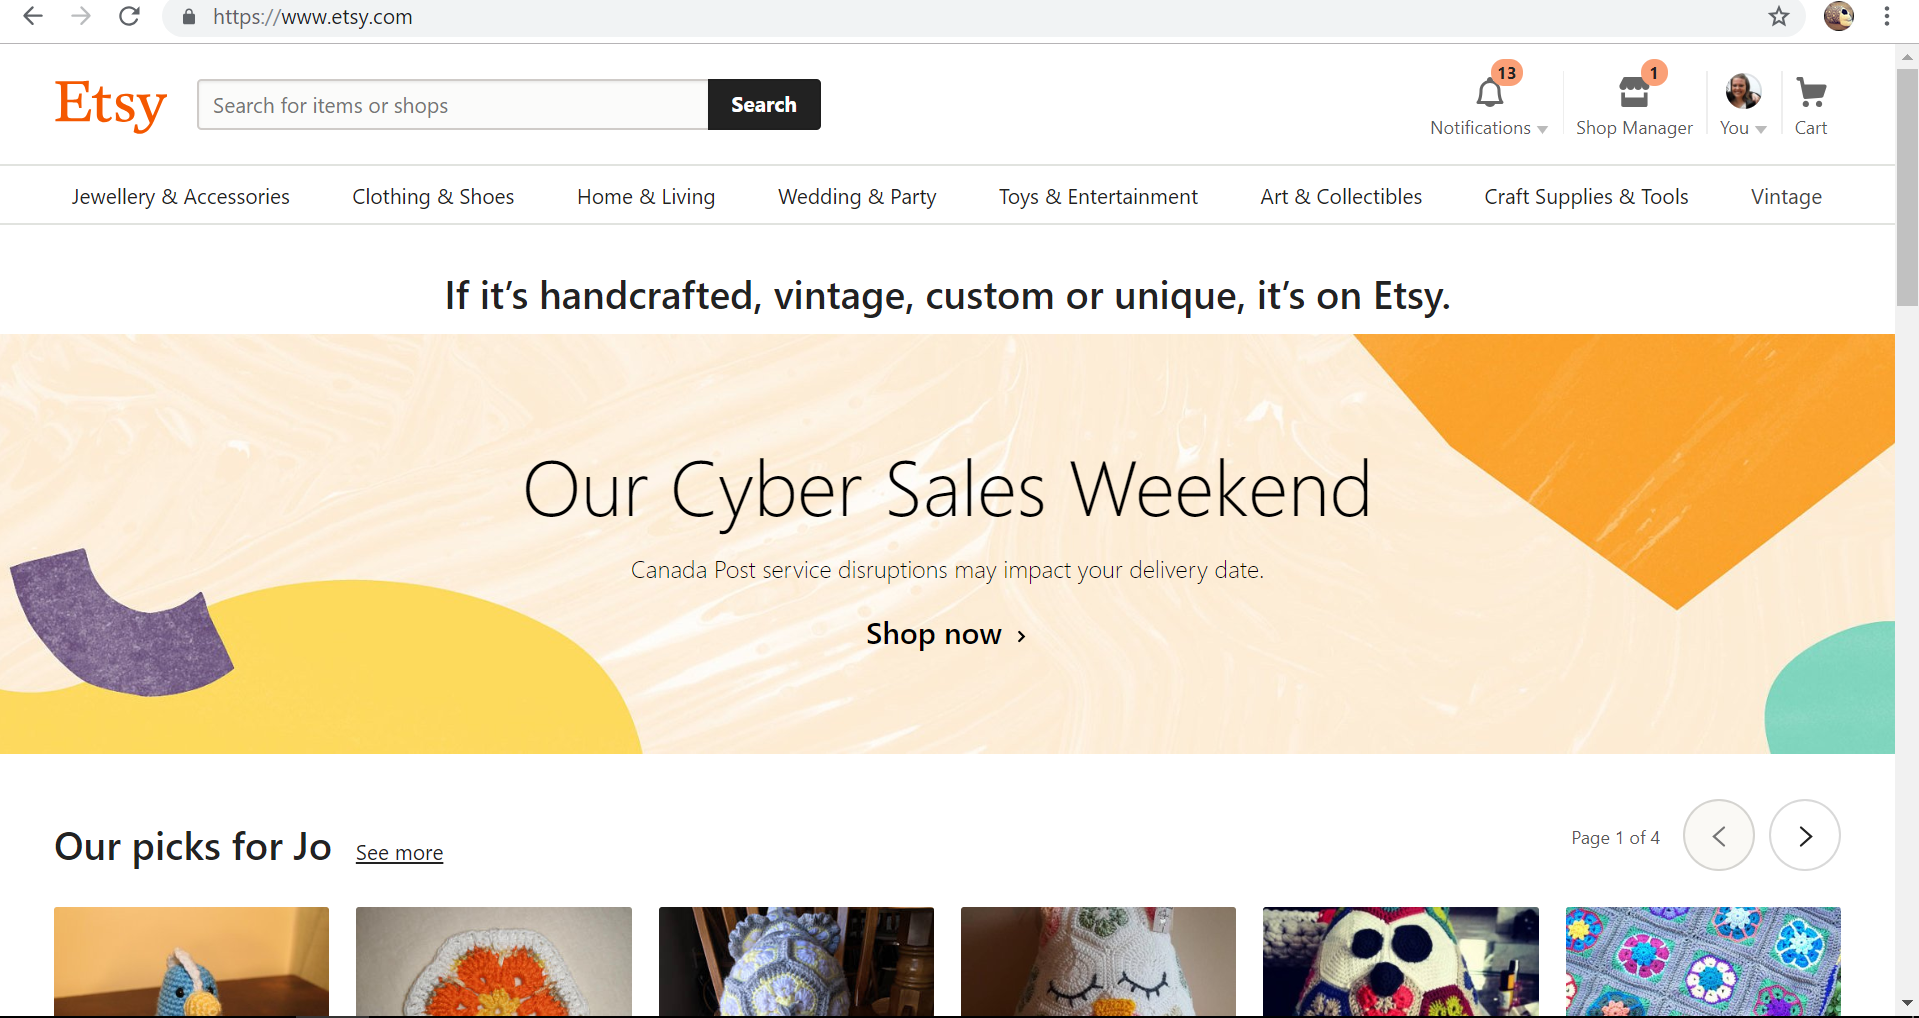 https://www.etsy.com
Etsy
Search for items or shops
Search
13
Notifications
1
Shop Manager
You
Cart
Jewellery & Accessories
Clothing & Shoes
Home & Living
Wedding & Party
Toys & Entertainment
Art & Collectibles
Craft Supplies & Tools
Vintage
If it’s handcrafted, vintage, custom or unique, it’s on Etsy.
Our Cyber Sales Weekend
Canada Post service disruptions may impact your delivery date.
Shop now
Our picks for Jo
See more
Page 1 of 4